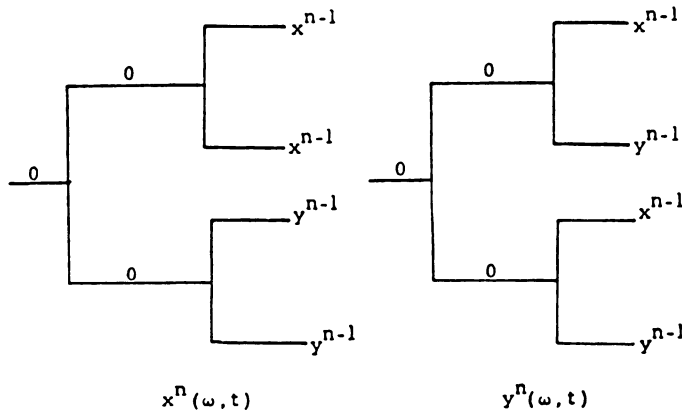 x^{n-1} x^{n-1}
0 0
x^{n-1} y^{n-1}
0 0
y^{n-1} x^{n-1}
0 0
y^{n-1} y^{n-1}
x^n(ω,t) y^n(ω,t)